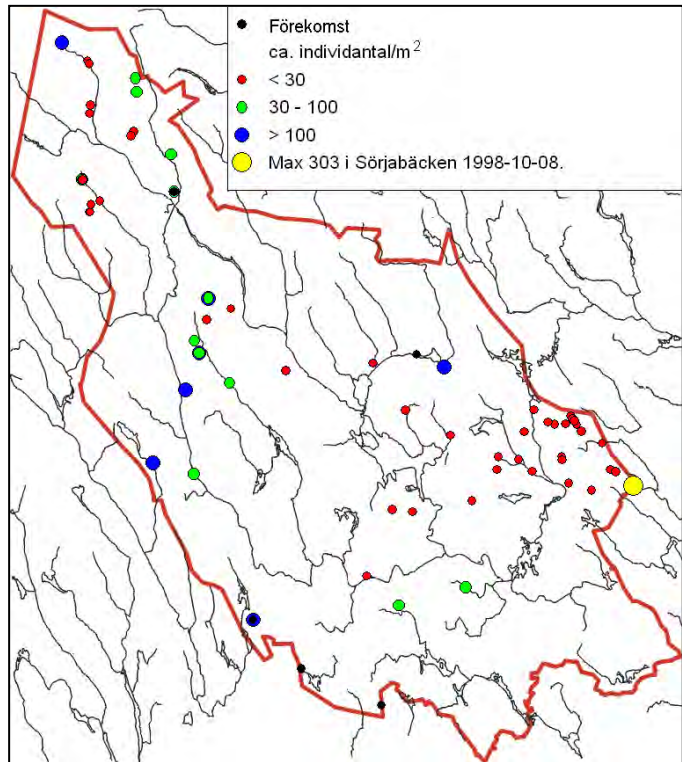 Förekomst
ca. individantal/m²
< 30
30 - 100
> 100
Max 303 i Sörjabäcken 1998-10-08.